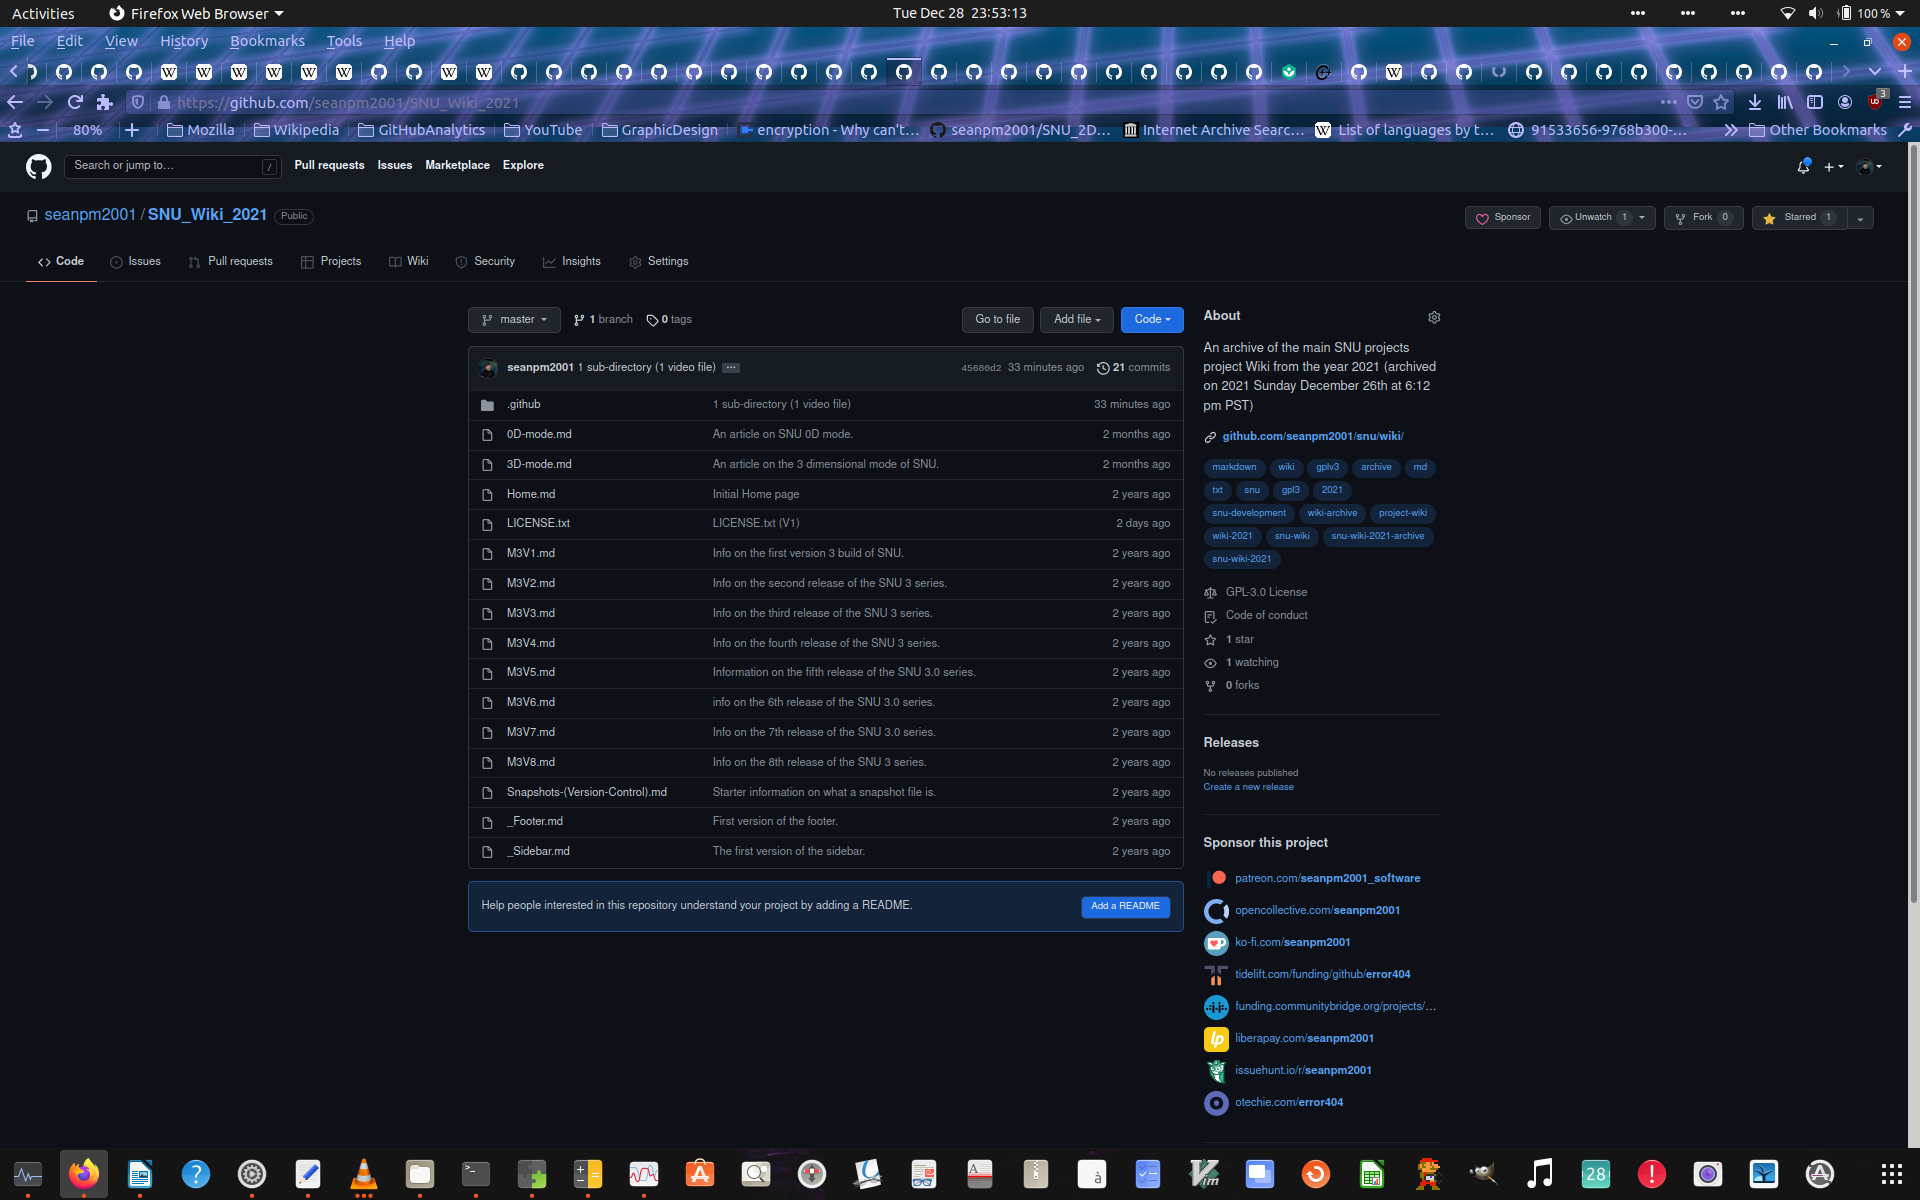 Activities Firefox Web Browser Tue Dec 28 23:53:13 100 %
File Edit View History Bookmarks Tools Help
https://github.com/seanpm2001/SNU_Wiki_2021 3
80% Mozilla Wikipedia GitHubAnalytics YouTube GraphicDesign encryption - Why can't... seanpm2001/SNU_2D... Internet Archive Searc... List of languages by t... 91533656-9768b300-... Other Bookmarks
Search or jump to... / Pull requests Issues Marketplace Explore
seanpm2001 / SNU_Wiki_2021 Public Sponsor Unwatch 1 Fork 0 Starred 1
Code Issues Pull requests Projects Wiki Security Insights Settings
master 1 branch 0 tags Go to file Add file Code
seanpm2001 1 sub-directory (1 video file) ... 45680d2 33 minutes ago 21 commits
.github 1 sub-directory (1 video file) 33 minutes ago
0D-mode.md An article on SNU 0D mode. 2 months ago
3D-mode.md An article on the 3 dimensional mode of SNU. 2 months ago
Home.md Initial Home page 2 years ago
LICENSE.txt LICENSE.txt (V1) 2 days ago
M3V1.md Info on the first version 3 build of SNU. 2 years ago
M3V2.md Info on the second release of the SNU 3 series. 2 years ago
M3V3.md Info on the third release of the SNU 3 series. 2 years ago
M3V4.md Info on the fourth release of the SNU 3 series. 2 years ago
M3V5.md Information on the fifth release of the SNU 3.0 series. 2 years ago
M3V6.md info on the 6th release of the SNU 3.0 series. 2 years ago
M3V7.md Info on the 7th release of the SNU 3.0 series. 2 years ago
M3V8.md Info on the 8th release of the SNU 3 series. 2 years ago
Snapshots-(Version-Control).md Starter information on what a snapshot file is. 2 years ago
_Footer.md First version of the footer. 2 years ago
_Sidebar.md The first version of the sidebar. 2 years ago
Help people interested in this repository understand your project by adding a README. Add a README
About
An archive of the main SNU projects
project Wiki from the year 2021 (archived
on 2021 Sunday December 26th at 6:12
pm PST)
github.com/seanpm2001/snu/wiki/
markdown wiki gplv3 archive md
txt snu gpl3 2021
snu-development wiki-archive project-wiki
wiki-2021 snu-wiki snu-wiki-2021-archive
snu-wiki-2021
GPL-3.0 License
Code of conduct
1 star
1 watching
0 forks
Releases
No releases published
Create a new release
Sponsor this project
patreon.com/seanpm2001_software
opencollective.com/seanpm2001
ko-fi.com/seanpm2001
tidelift.com/funding/github/error404
funding.communitybridge.org/projects/...
liberapay.com/seanpm2001
issuehunt.io/r/seanpm2001
otechie.com/error404
28